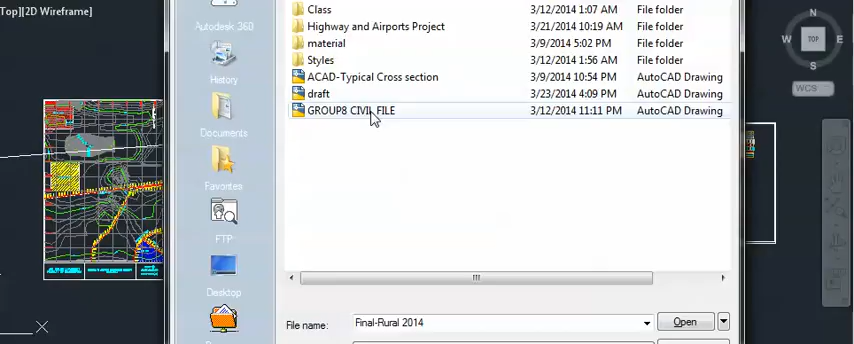 Top][2D Wireframe]
Autodesk 360
History
Documents
Favorites
FTP
Desktop
Class 3/12/2014 1:07 AM File folder
Highway and Airports Project 3/21/2014 10:19 AM File folder
material 3/9/2014 5:02 PM File folder
Styles 3/12/2014 1:56 AM File folder
ACAD-Typical Cross section 3/9/2014 10:54 PM AutoCAD Drawing
draft 3/23/2014 4:09 PM AutoCAD Drawing
GROUP8 CIVIL FILE 3/12/2014 11:11 PM AutoCAD Drawing
File name: Final-Rural 2014 Open
N
W TOP E
S
WCS